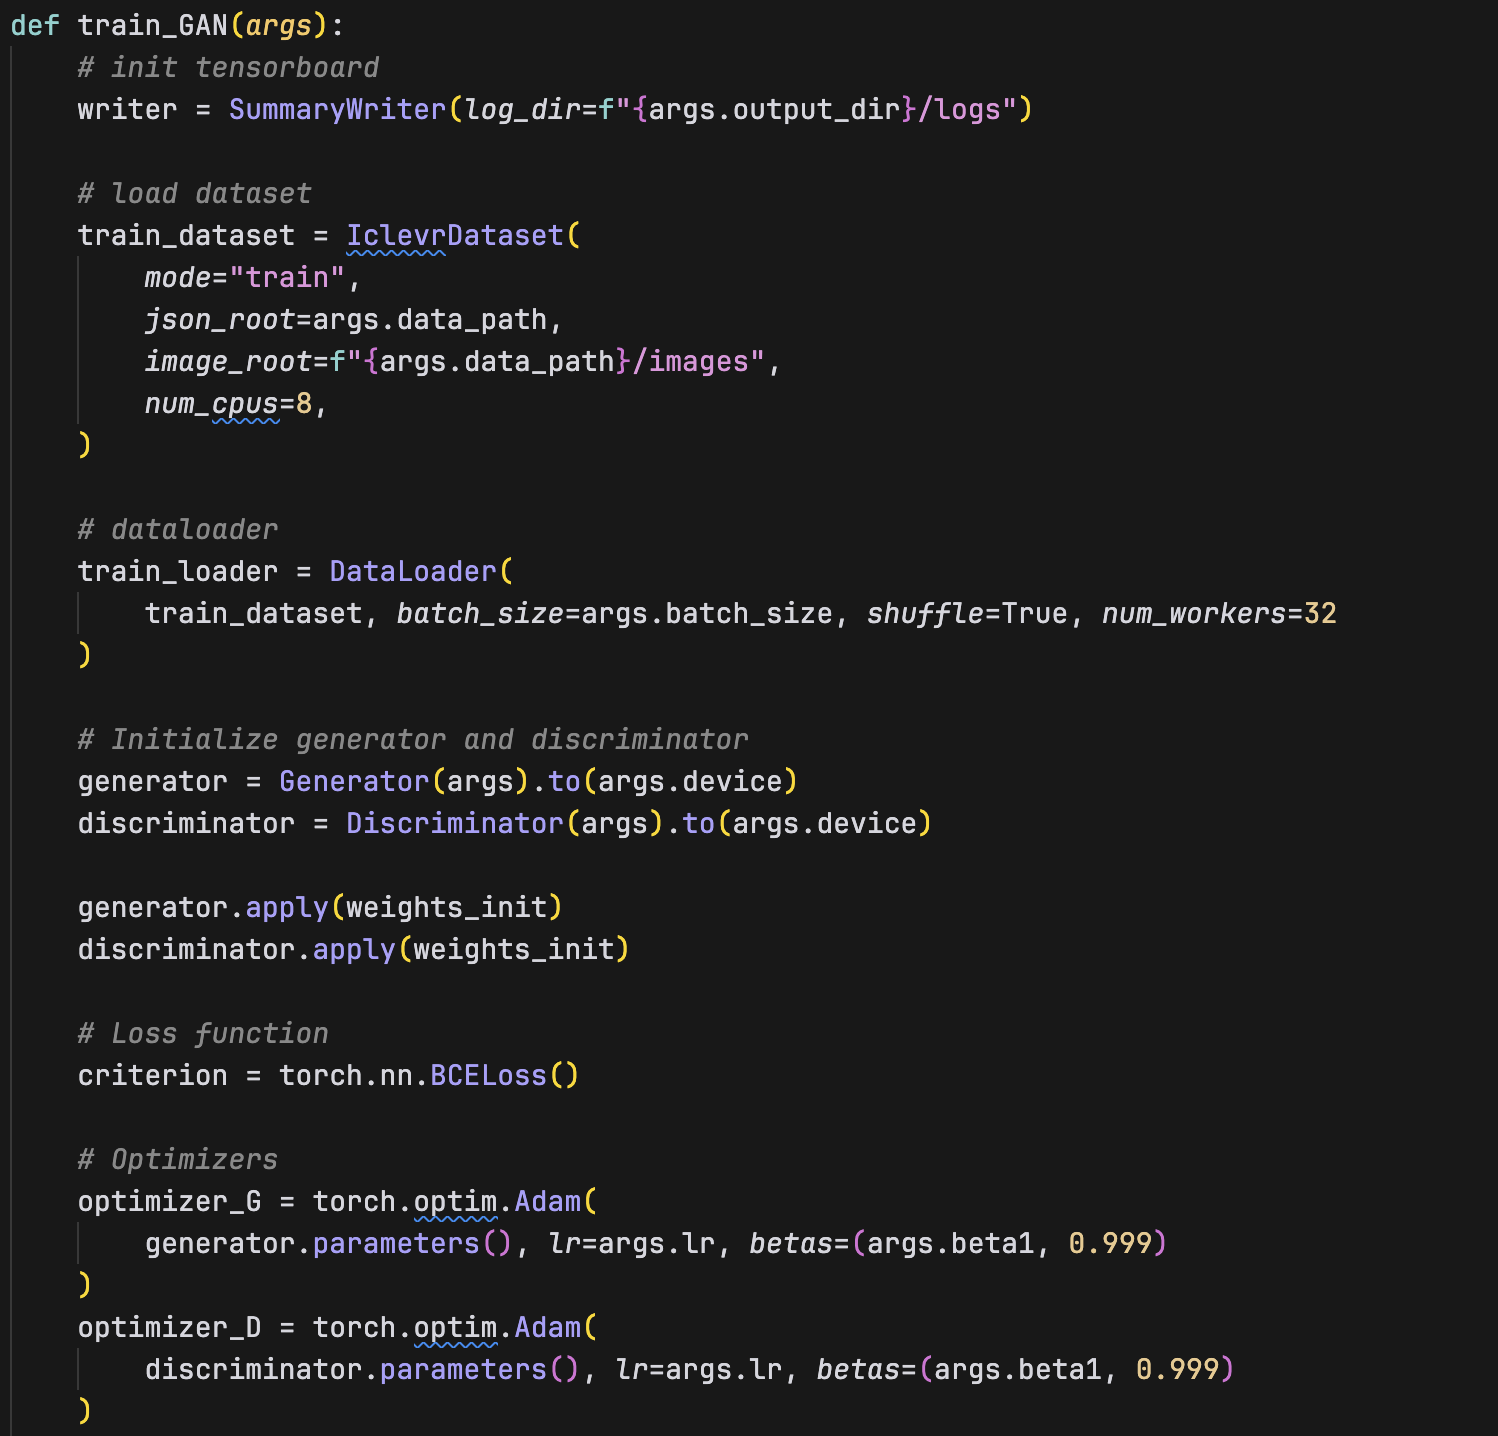 def train_GAN(args):
    # init tensorboard
    writer = SummaryWriter(log_dir=f"{args.output_dir}/logs")

    # load dataset
    train_dataset = IclevrDataset(
        mode="train",
        json_root=args.data_path,
        image_root=f"{args.data_path}/images",
        num_cpus=8,
    )

    # dataloader
    train_loader = DataLoader(
        train_dataset, batch_size=args.batch_size, shuffle=True, num_workers=32
    )

    # Initialize generator and discriminator
    generator = Generator(args).to(args.device)
    discriminator = Discriminator(args).to(args.device)

    generator.apply(weights_init)
    discriminator.apply(weights_init)

    # Loss function
    criterion = torch.nn.BCELoss()

    # Optimizers
    optimizer_G = torch.optim.Adam(
        generator.parameters(), lr=args.lr, betas=(args.beta1, 0.999)
    )
    optimizer_D = torch.optim.Adam(
        discriminator.parameters(), lr=args.lr, betas=(args.beta1, 0.999)
    )